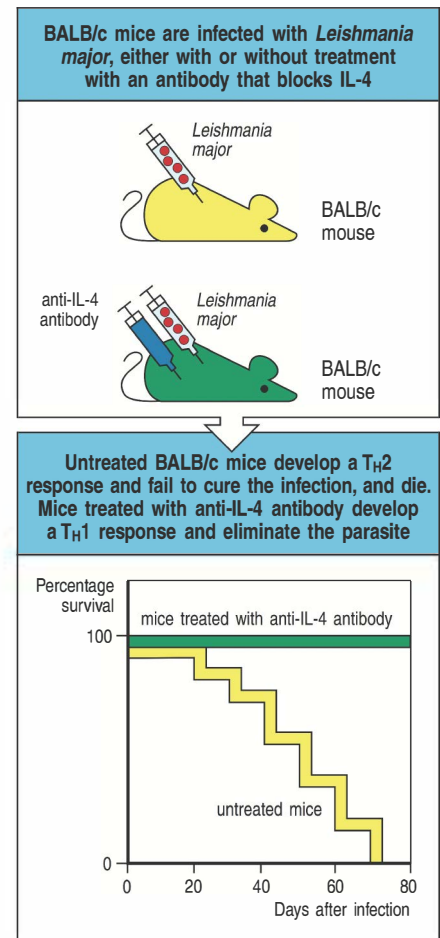 BALB/c mice are infected with Leishmania
major, either with or without treatment
with an antibody that blocks IL-4
Leishmania
major
BALB/c
mouse
anti-IL-4
antibody
Leishmania
major
BALB/c
mouse
Untreated BALB/c mice develop a TH2
response and fail to cure the infection, and die.
Mice treated with anti-IL-4 antibody develop
a TH1 response and eliminate the parasite
Percentage
survival
mice treated with anti-IL-4 antibody
100
untreated mice
0
0 20 40 60 80
Days after infection